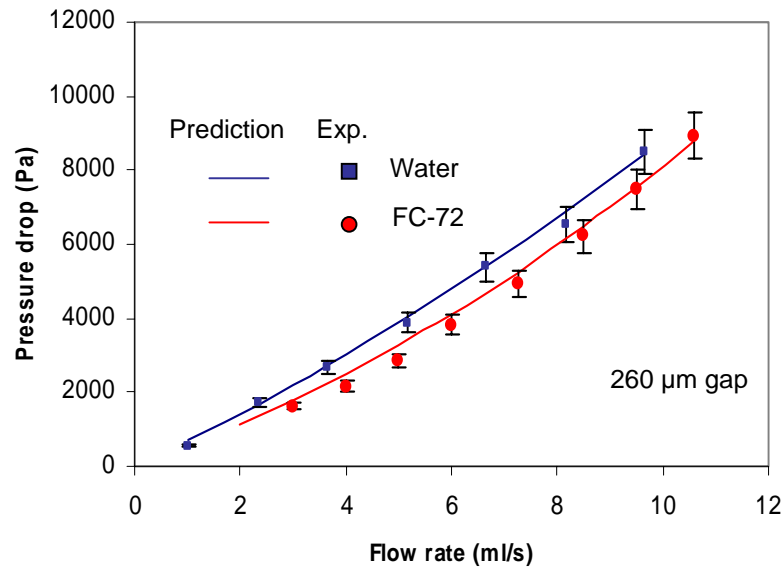 12000
10000
8000
6000
4000
2000
0
Pressure drop (Pa)
Prediction Exp.
Water
FC-72
260 µm gap
0 2 4 6 8 10 12
Flow rate (ml/s)